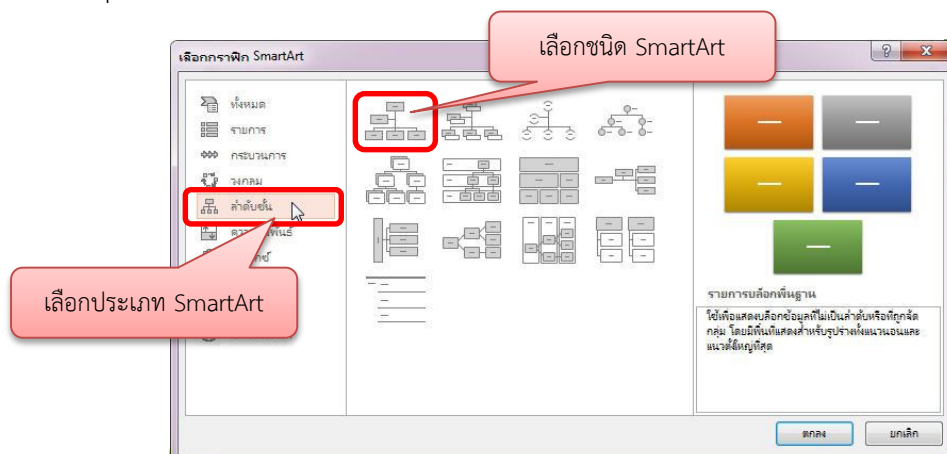 เลือกชนิด SmartArt
เลือกกราฟิก SmartArt
ทั้งหมด
รายการ
กระบวนการ
วงกลม
ลำดับชั้น
เลือกประเภท SmartArt
รายการบล็อกพื้นฐาน
ใช้เพื่อแสดงบล็อกข้อมูลที่ไม่เป็นลำดับหรือที่ถูกจัด
กลุ่ม โดยมีพื้นที่แสดงสำหรับรูปร่างทั้งแนวนอนและ
แนวตั้งใหญ่ที่สุด
ตกลง
ยกเลิก